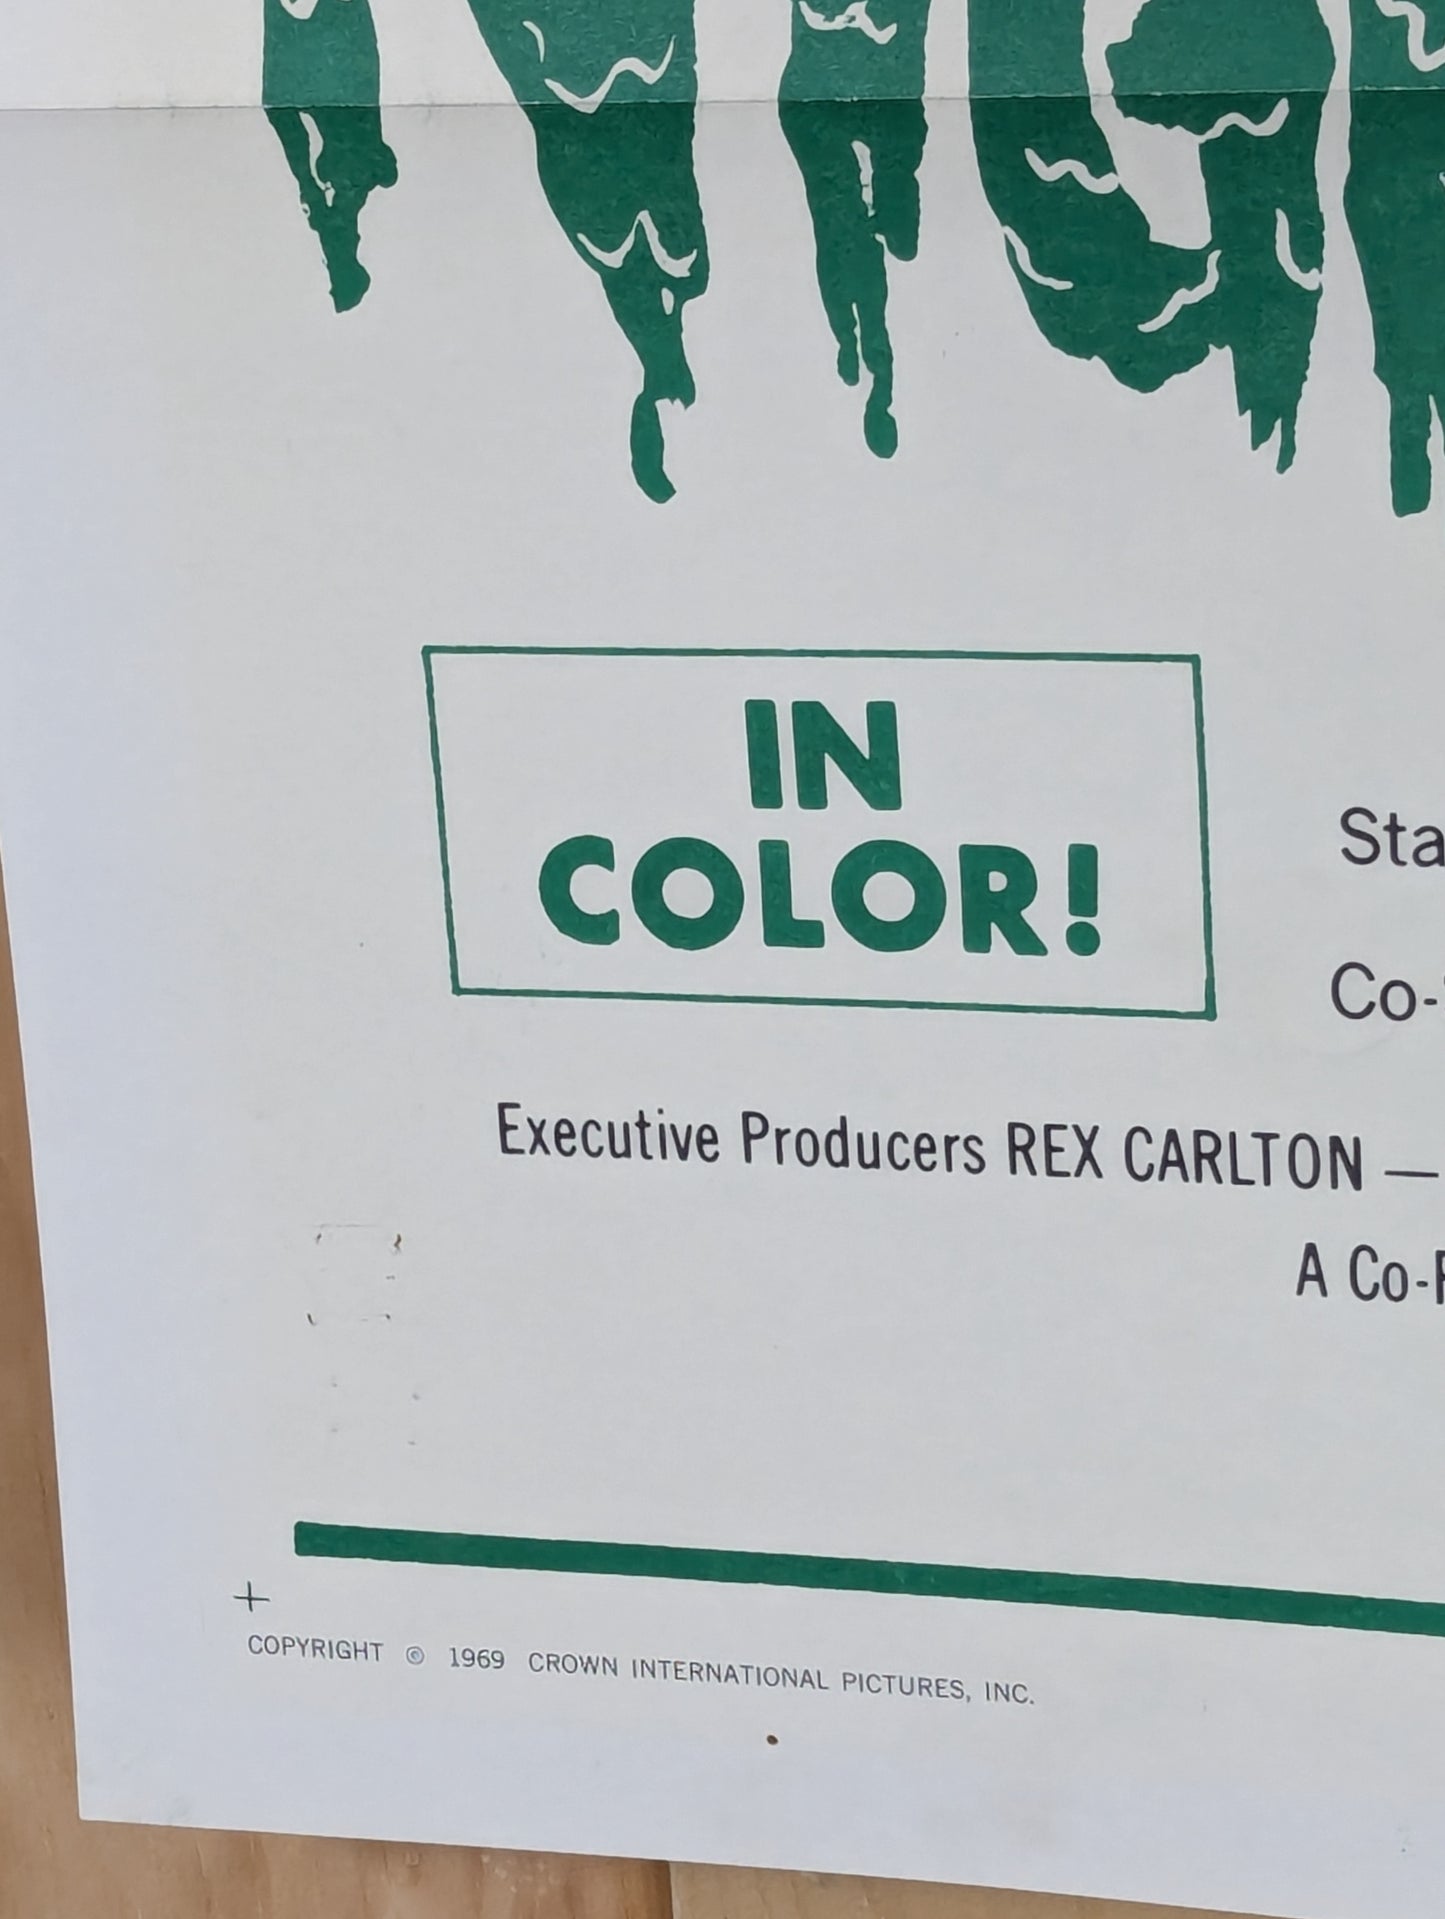 IN
COLOR!
Sta
Co-
Executive Producers REX CARLTON —
A Co-
COPYRIGHT © 1969 CROWN INTERNATIONAL PICTURES, INC.